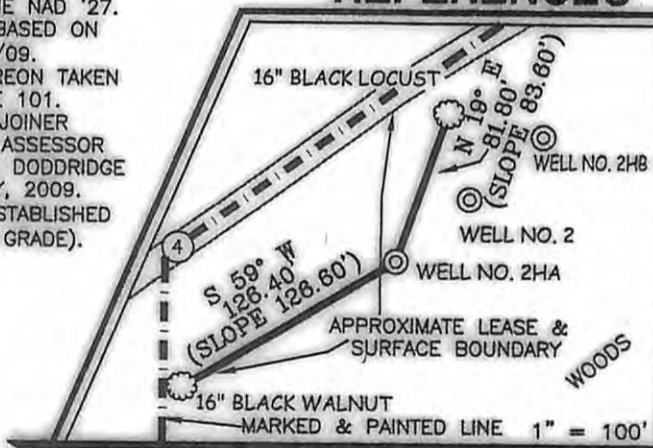 REFERENCES
NAD '27.
BASED ON
/09.
REON TAKEN
101.
JOINER
ASSESSOR
DODDRIDGE
, 2009.
STABLISHED
GRADE).
16" BLACK LOCUST
N 19° E
81.80'
(SLOPE 83.60')
WELL NO. 2HB
WELL NO. 2
4
WELL NO. 2HA
S 59° W
126.40'
(SLOPE 126.60')
APPROXIMATE LEASE &
SURFACE BOUNDARY
WOODS
16" BLACK WALNUT
MARKED & PAINTED LINE 1" = 100'